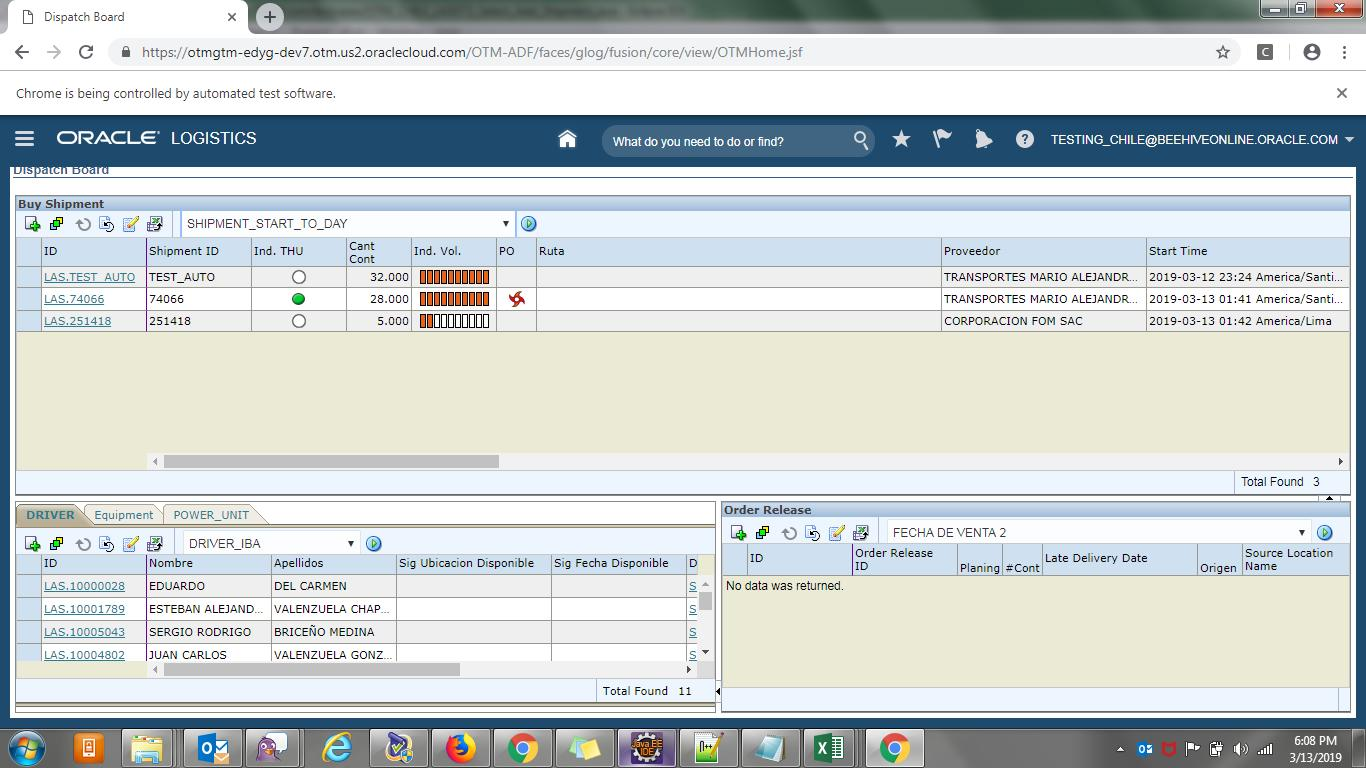 Dispatch Board
https://otmgtm-edyg-dev7.otm.us2.oraclecloud.com/OTM-ADF/faces/glog/fusion/core/view/OTMHome.jsf
C
Chrome is being controlled by automated test software.
ORACLE LOGISTICS What do you need to do or find? TESTING_CHILE@BEEHIVEONLINE.ORACLE.COM
Dispatch Board
Buy Shipment
SHIPMENT_START_TO_DAY
ID Shipment ID Ind. THU Cant Cont Ind. Vol. PO Ruta Proveedor Start Time
LAS.TEST_AUTO TEST_AUTO 32.000 TRANSPORTES MARIO ALEJANDR... 2019-03-12 23:24 America/Santi...
LAS.74066 74066 28.000 TRANSPORTES MARIO ALEJANDR... 2019-03-13 01:41 America/Santi...
LAS.251418 251418 5.000 CORPORACION FOM SAC 2019-03-13 01:42 America/Lima
Total Found 3
DRIVER Equipment POWER_UNIT
DRIVER_IBA
ID Nombre Apellidos Sig Ubicacion Disponible Sig Fecha Disponible D
LAS.10000028 EDUARDO DEL CARMEN S
LAS.10001789 ESTEBAN ALEJAND... VALENZUELA CHAP... S
LAS.10005043 SERGIO RODRIGO BRICEÑO MEDINA S
LAS.10004802 JUAN CARLOS VALENZUELA GONZ... S
Total Found 11
Order Release
FECHA DE VENTA 2
ID Order Release ID Planing #Cont Late Delivery Date Origen Source Location Name
No data was returned.
Java EE IDE
6:08 PM
3/13/2019